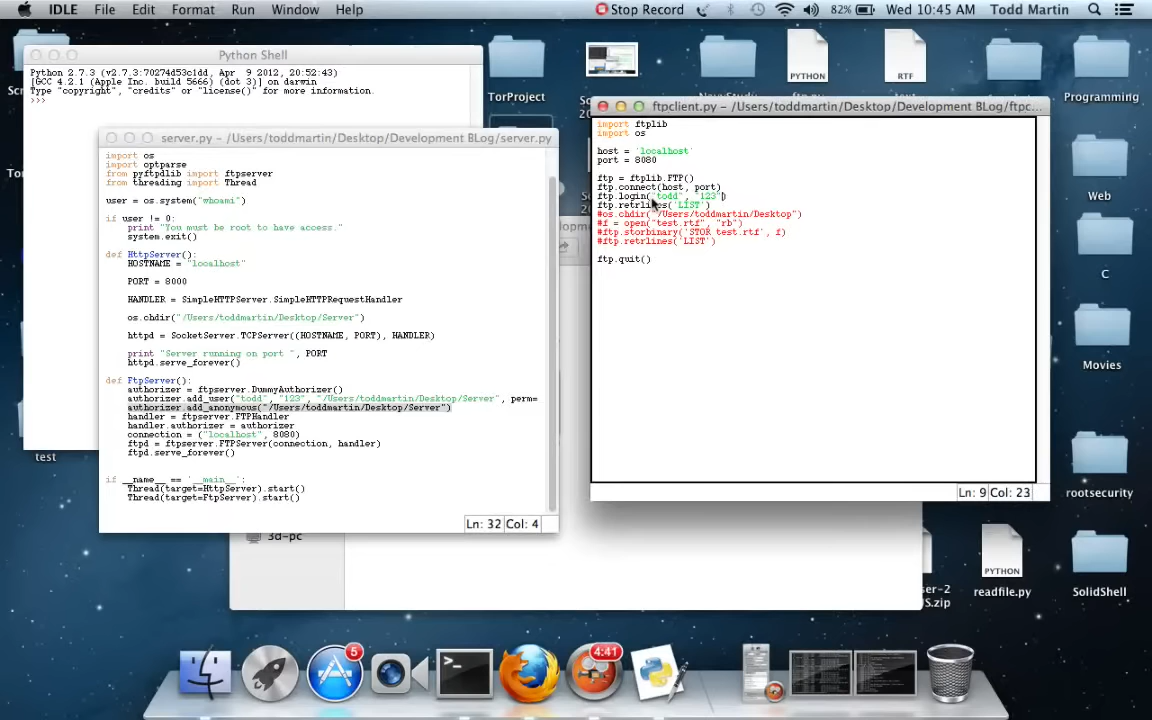 IDLE File Edit Format Run Window Help Stop Record 82% Wed 10:45 AM Todd Martin
Python Shell
Python 2.7.3 (v2.7.3:70274d53c1dd, Apr 9 2012, 20:52:43)
[GCC 4.2.1 (Apple Inc. build 5666) (dot 3)] on darwin
Type "copyright", "credits" or "license()" for more information.
>>>
server.py – /Users/toddmartin/Desktop/Development BLog/server.py
import os
import optparse
from pyftpdlib import ftpserver
from threading import Thread
user = os.system("whoami")
if user != 0:
print "You must be root to have access."
system.exit()
def HttpServer():
HOSTNAME = "localhost"
PORT = 8000
HANDLER = SimpleHTTPServer.SimpleHTTPRequestHandler
os.chdir("/Users/toddmartin/Desktop/Server")
httpd = SocketServer.TCPServer((HOSTNAME, PORT), HANDLER)
print "Server running on port ", PORT
httpd.serve_forever()
def FtpServer():
authorizer = ftpserver.DummyAuthorizer()
authorizer.add_user("todd", "123", "/Users/toddmartin/Desktop/Server", perm=
authorizer.add_anonymous("/Users/toddmartin/Desktop/Server")
handler = ftpserver.FTPHandler
handler.authorizer = authorizer
connection = ("localhost", 8080)
ftpd = ftpserver.FTPServer(connection, handler)
ftpd.serve_forever()
if __name__ == '__main__':
Thread(target=HttpServer).start()
Thread(target=FtpServer).start()
Ln: 32 Col: 4
ftpclient.py – /Users/toddmartin/Desktop/Development BLog/ftpc...
import ftplib
import os
host = 'localhost'
port = 8080
ftp = ftplib.FTP()
ftp.connect(host, port)
ftp.login("todd", "123")
ftp.retrlines('LIST')
#os.chdir("/Users/toddmartin/Desktop")
#f = open("test.rtf", "rb")
#ftp.storbinary('STOR test.rtf', f)
#ftp.retrlines('LIST')
ftp.quit()
Ln: 9 Col: 23
TorProject
PYTHON
RTF
Programming
Web
C
Movies
rootsecurity
SolidShell
PYTHON
readfile.py
test
3d-pc
5
4:41